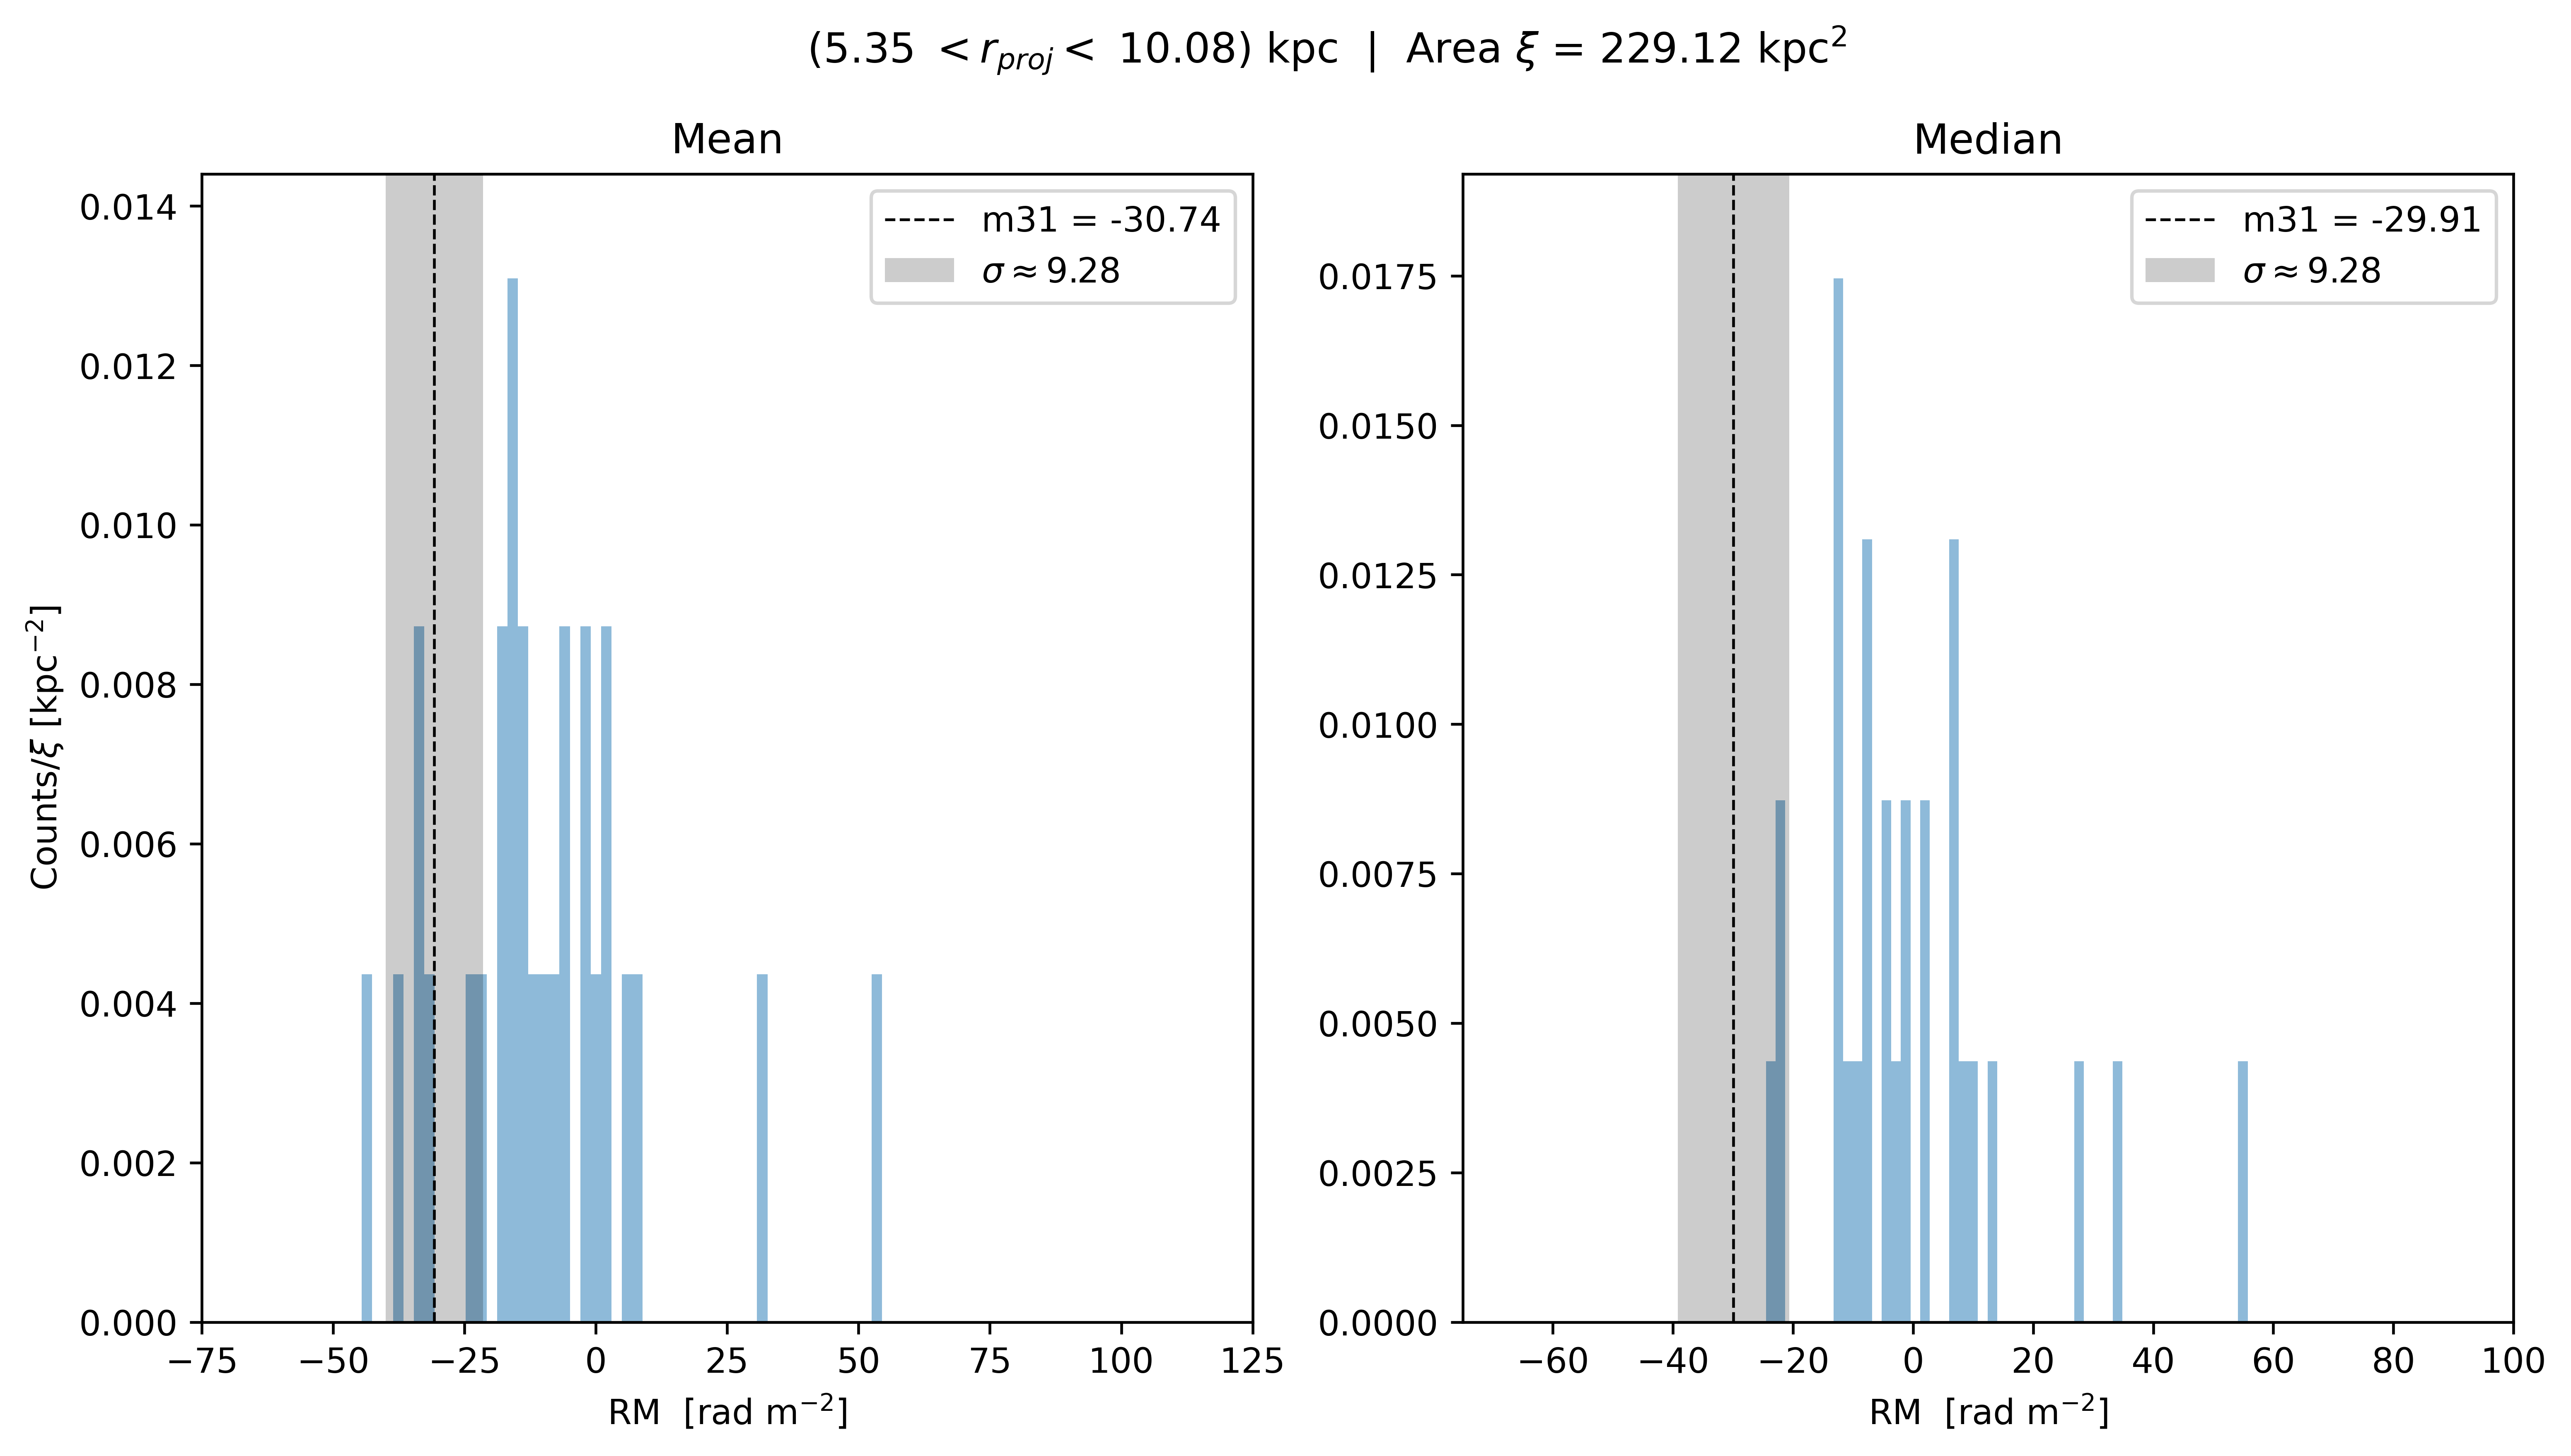 (5.35 < r_proj < 10.08) kpc | Area ξ = 229.12 kpc²
Mean
m31 = -30.74
σ ≈ 9.28
0.014
0.012
0.010
0.008
0.006
0.004
0.002
0.000
Counts/ξ [kpc⁻²]
−75 −50 −25 0 25 50 75 100 125
RM [rad m⁻²]
Median
m31 = -29.91
σ ≈ 9.28
0.0175
0.0150
0.0125
0.0100
0.0075
0.0050
0.0025
0.0000
−60 −40 −20 0 20 40 60 80 100
RM [rad m⁻²]